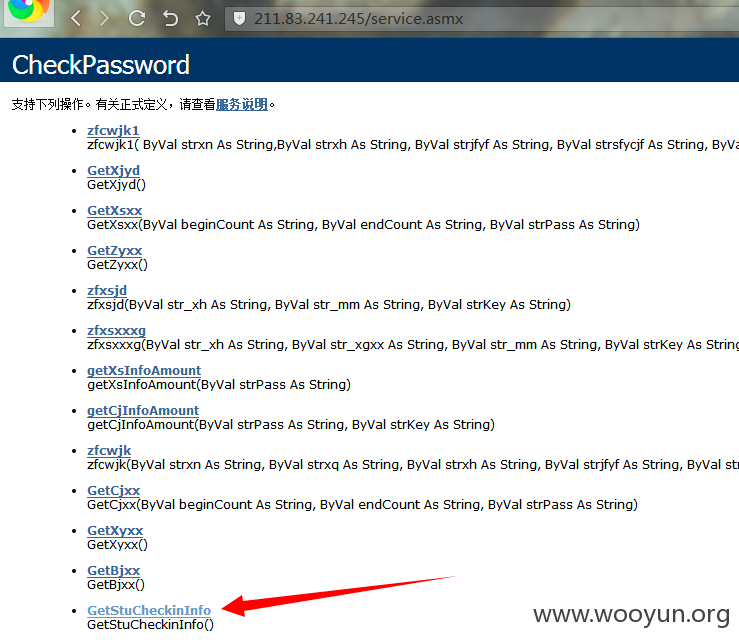 211.83.241.245/service.asmx
CheckPassword
支持下列操作。有关正式定义，请查看服务说明。
zfcwjk1
zfcwjk1( ByVal strxn As String,ByVal strxh As String, ByVal strjfyf As String, ByVal strsfycjf As String, ByVa
GetXjyd
GetXjyd()
GetXsxx
GetXsxx(ByVal beginCount As String, ByVal endCount As String, ByVal strPass As String)
GetZyxx
GetZyxx()
zfxsjd
zfxsjd(ByVal str_xh As String, ByVal str_mm As String, ByVal strKey As String)
zfxsxxxg
zfxsxxxg(ByVal str_xh As String, ByVal str_xgxx As String, ByVal str_mm As String, ByVal strKey As String
getXsInfoAmount
getXsInfoAmount(ByVal strPass As String)
getCjInfoAmount
getCjInfoAmount(ByVal strPass As String, ByVal strKey As String)
zfcwjk
zfcwjk(ByVal strxn As String, ByVal strxq As String, ByVal strxh As String, ByVal strjfyf As String, ByVal str
GetCjxx
GetCjxx(ByVal beginCount As String, ByVal endCount As String, ByVal strPass As String)
GetXyxx
GetXyxx()
GetBjxx
GetBjxx()
GetStuCheckinInfo
GetStuCheckinInfo()
www.wooyun.org